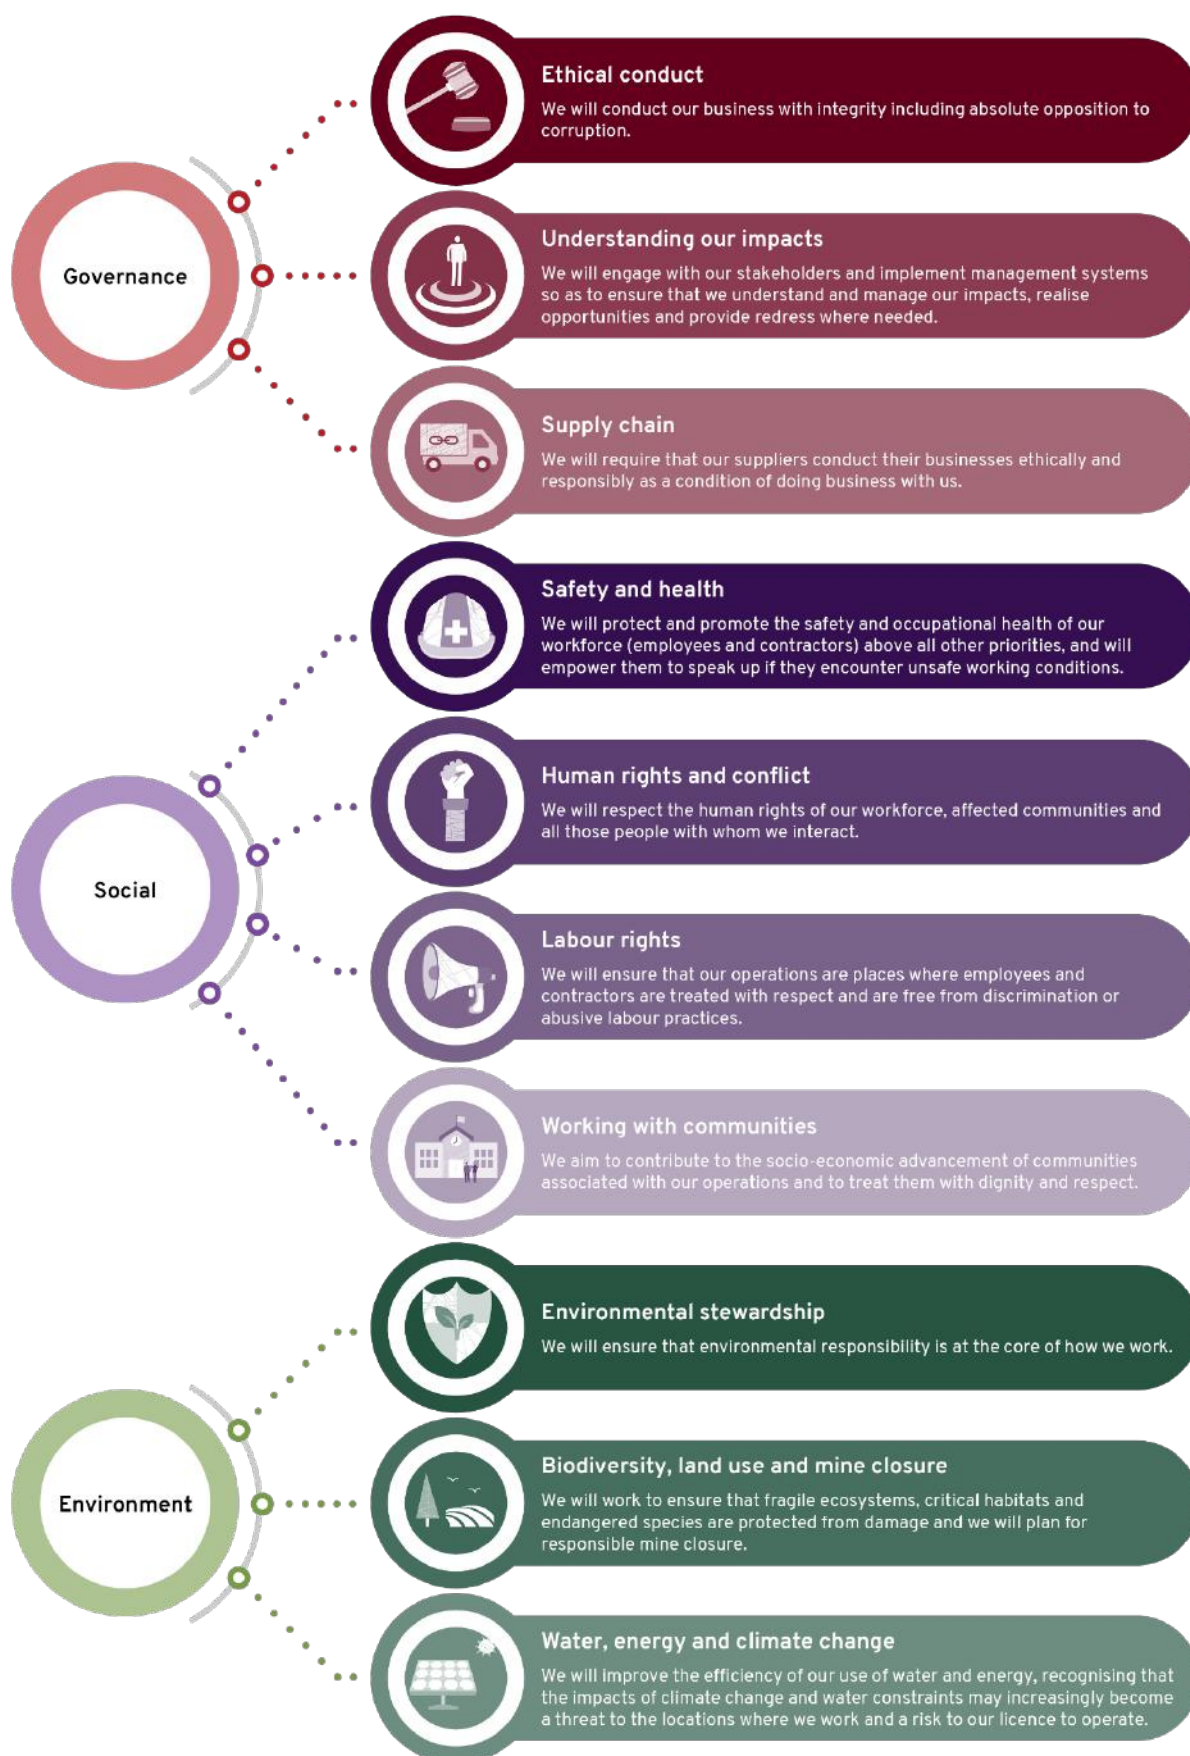 Governance
Ethical conduct
We will conduct our business with integrity including absolute opposition to
corruption.
Understanding our impacts
We will engage with our stakeholders and implement management systems
so as to ensure that we understand and manage our impacts, realise
opportunities and provide redress where needed.
Supply chain
We will require that our suppliers conduct their businesses ethically and
responsibly as a condition of doing business with us.
Social
Safety and health
We will protect and promote the safety and occupational health of our
workforce (employees and contractors) above all other priorities, and will
empower them to speak up if they encounter unsafe working conditions.
Human rights and conflict
We will respect the human rights of our workforce, affected communities and
all those people with whom we interact.
Labour rights
We will ensure that our operations are places where employees and
contractors are treated with respect and are free from discrimination or
abusive labour practices.
Working with communities
We aim to contribute to the socio-economic advancement of communities
associated with our operations and to treat them with dignity and respect.
Environment
Environmental stewardship
We will ensure that environmental responsibility is at the core of how we work.
Biodiversity, land use and mine closure
We will work to ensure that fragile ecosystems, critical habitats and
endangered species are protected from damage and we will plan for
responsible mine closure.
Water, energy and climate change
We will improve the efficiency of our use of water and energy, recognising that
the impacts of climate change and water constraints may increasingly become
a threat to the locations where we work and a risk to our licence to operate.